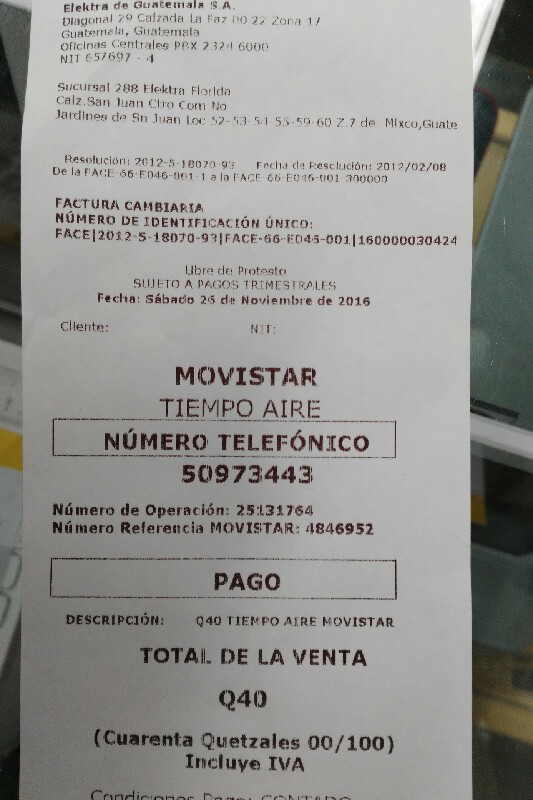 Elektra de Guatemala S.A.
Diagonal 29 Calzada La Paz 00-22 Zona 17
Guatemala, Guatemala
Oficinas Centrales PBX 2324 6000
NIT 657697 - 4
Sucursal 288 Elektra Florida
Calz.San Juan Ctro Com No
Jardines de Sn Juan Loc 52-53-54-55-59-60 Z.7 de Mixco,Guate
Resolución: 2012-5-18070-93 Fecha de Resolución: 2012/02/08
De la FACE-66-E046-001-1 a la FACE-66-E046-001-300000
FACTURA CAMBIARIA
NÚMERO DE IDENTIFICACIÓN ÚNICO:
FACE|2012-5-18070-93|FACE-66-E046-001|160000030424
Libre de Protesto
SUJETO A PAGOS TRIMESTRALES
Fecha: Sábado 26 de Noviembre de 2016
Cliente: NIT:
MOVISTAR
TIEMPO AIRE
NÚMERO TELEFÓNICO
50973443
Número de Operación: 25131764
Número Referencia MOVISTAR: 4846952
PAGO
DESCRIPCIÓN: Q40 TIEMPO AIRE MOVISTAR
TOTAL DE LA VENTA
Q40
(Cuarenta Quetzales 00/100)
Incluye IVA
Condiciones Pago: CONTADO